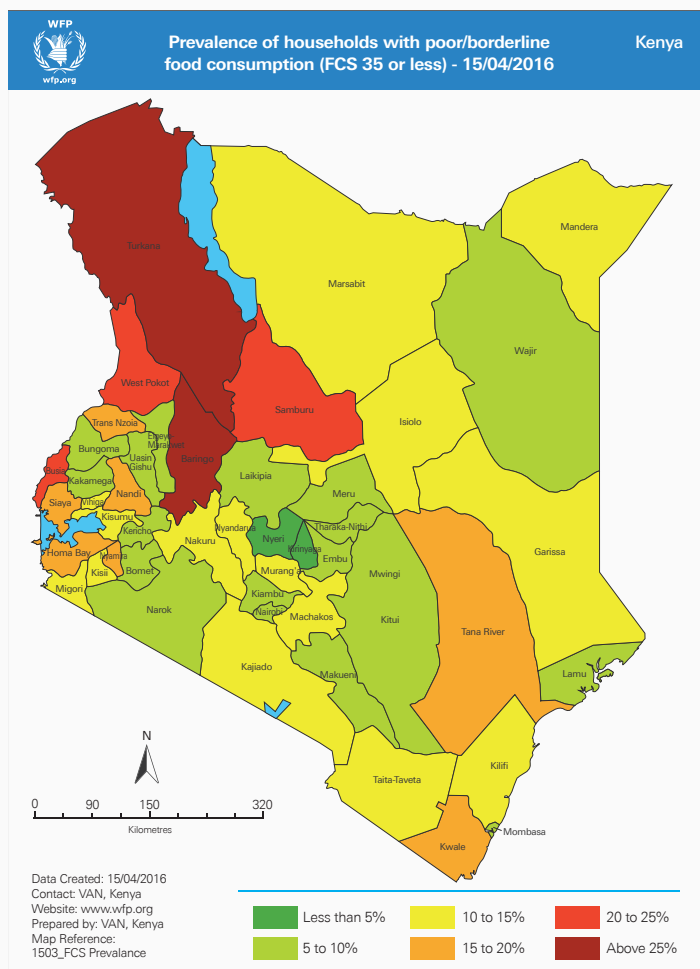 WFP
wfp.org
Prevalence of households with poor/borderline
food consumption (FCS 35 or less) - 15/04/2016
Kenya
Turkana
Mandera
Marsabit
Wajir
West Pokot
Samburu
Isiolo
Trans Nzoia
Elgeyo-
Marakwet
Bungoma
Uasin
Gishu
Baringo
Busia
Kakamega
Laikipia
Siaya
Vihiga
Nandi
Meru
Kisumu
Kericho
Nyandarua
Nyeri
Tharaka-Nithi
Nakuru
Kirinyaga
Embu
Garissa
Homa Bay
Nyamira
Kisii
Bomet
Murang'a
Mwingi
Migori
Kiambu
Narok
Nairobi
Machakos
Kitui
Tana River
Kajiado
Makueni
Lamu
N
Kilifi
Taita-Taveta
0 90 150 320
Kilometres
Mombasa
Kwale
Data Created: 15/04/2016
Contact: VAN, Kenya
Website: www.wfp.org
Prepared by: VAN, Kenya
Map Reference:
1503_FCS Prevalance
Less than 5%
10 to 15%
20 to 25%
5 to 10%
15 to 20%
Above 25%